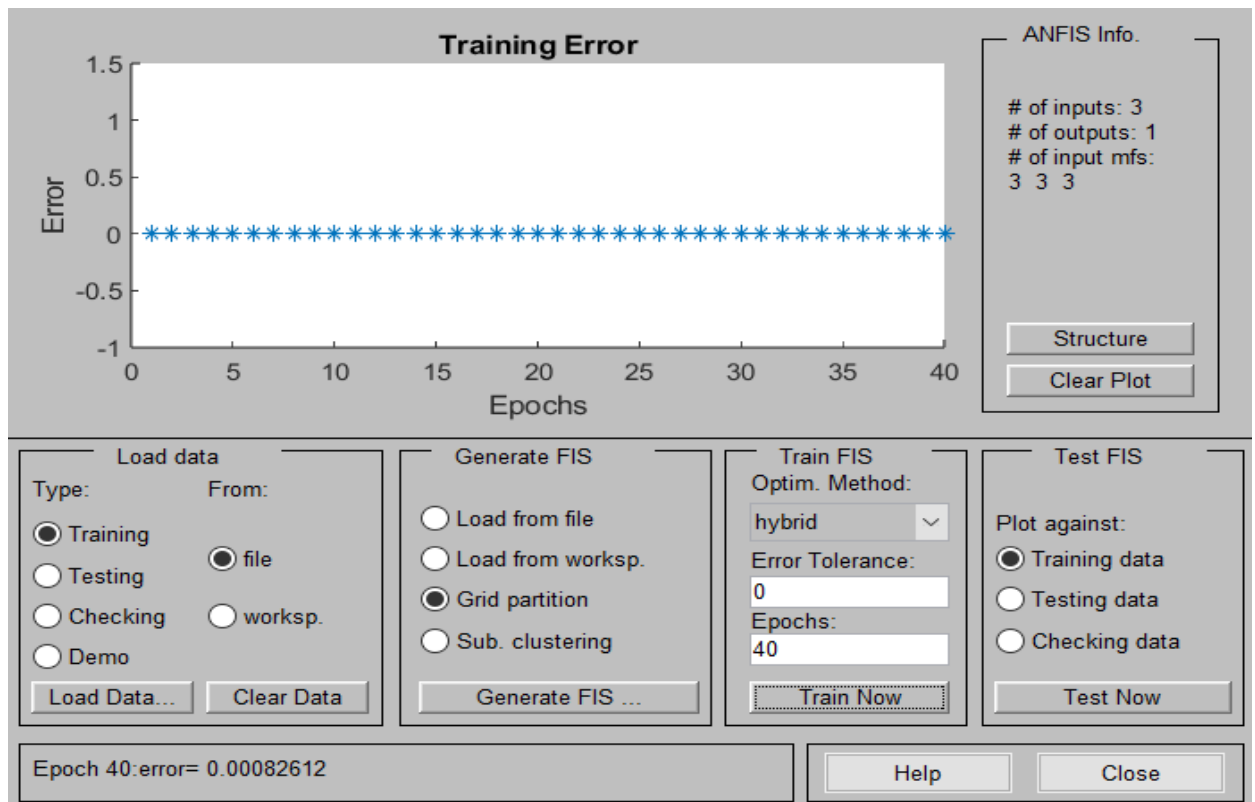 Training Error
1.5
1
0.5
0
-0.5
-1
Error
0 5 10 15 20 25 30 35 40
Epochs
ANFIS Info.
# of inputs: 3
# of outputs: 1
# of input mfs:
3 3 3
Structure
Clear Plot
Load data
Type: From:
Training
file
Testing
Checking
worksp.
Demo
Load Data... Clear Data
Generate FIS
Load from file
Load from worksp.
Grid partition
Sub. clustering
Generate FIS ...
Train FIS
Optim. Method:
hybrid
Error Tolerance:
0
Epochs:
40
Train Now
Test FIS
Plot against:
Training data
Testing data
Checking data
Test Now
Epoch 40:error= 0.00082612
Help Close